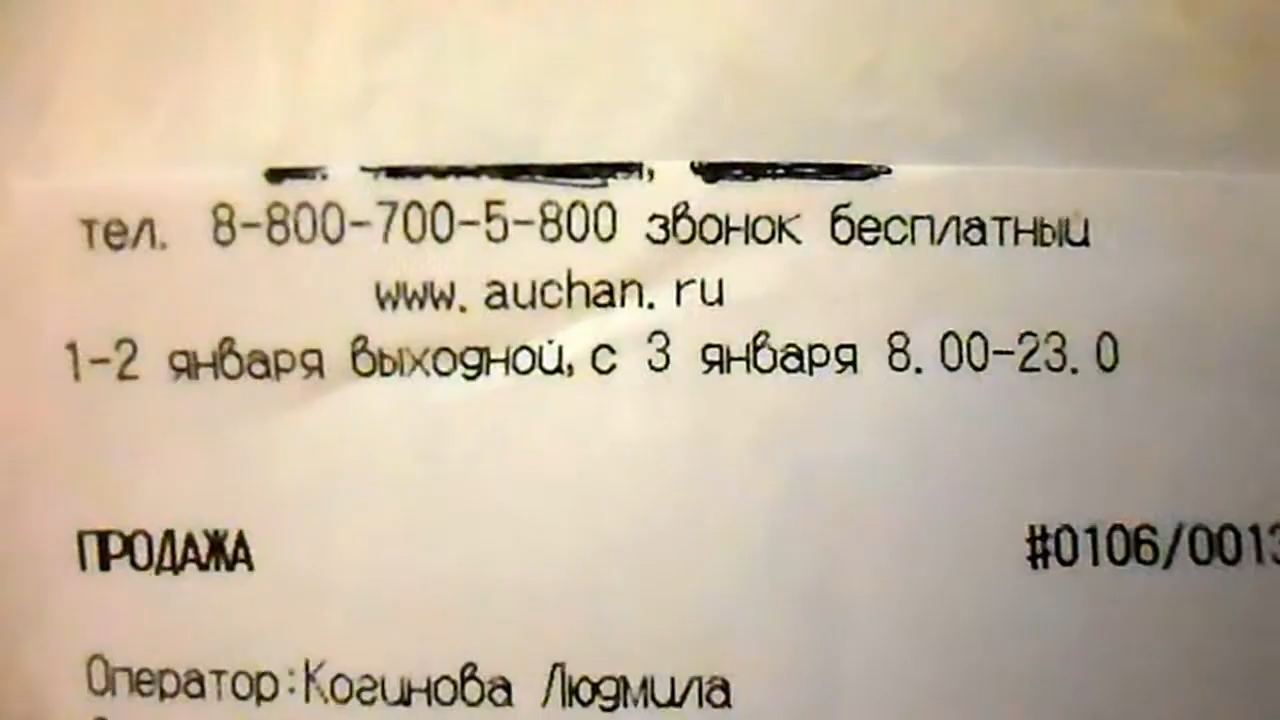 тел. 8-800-700-5-800 звонок бесплатный
www. auchan. ru
1-2 января выходной, с 3 января 8. 00-23. 0
ПРОДАЖА #0106/0013
Оператор:Когинова Людмила